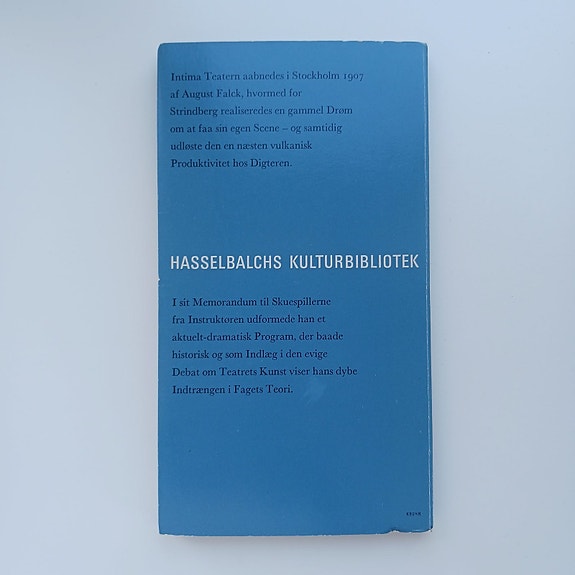 Intima Teatern aabnedes i Stockholm 1907
af August Falck, hvormed for
Strindberg realiseredes en gammel Drøm
om at faa sin egen Scene – og samtidig
udløste den en næsten vulkanisk
Produktivitet hos Digteren.
HASSELBALCHS KULTURBIBLIOTEK
I sit Memorandum til Skuespillerne
fra Instruktøren udformede han et
aktuelt-dramatisk Program, der baade
historisk og som Indlæg i den evige
Debat om Teatrets Kunst viser hans dybe
Indtrængen i Fagets Teori.